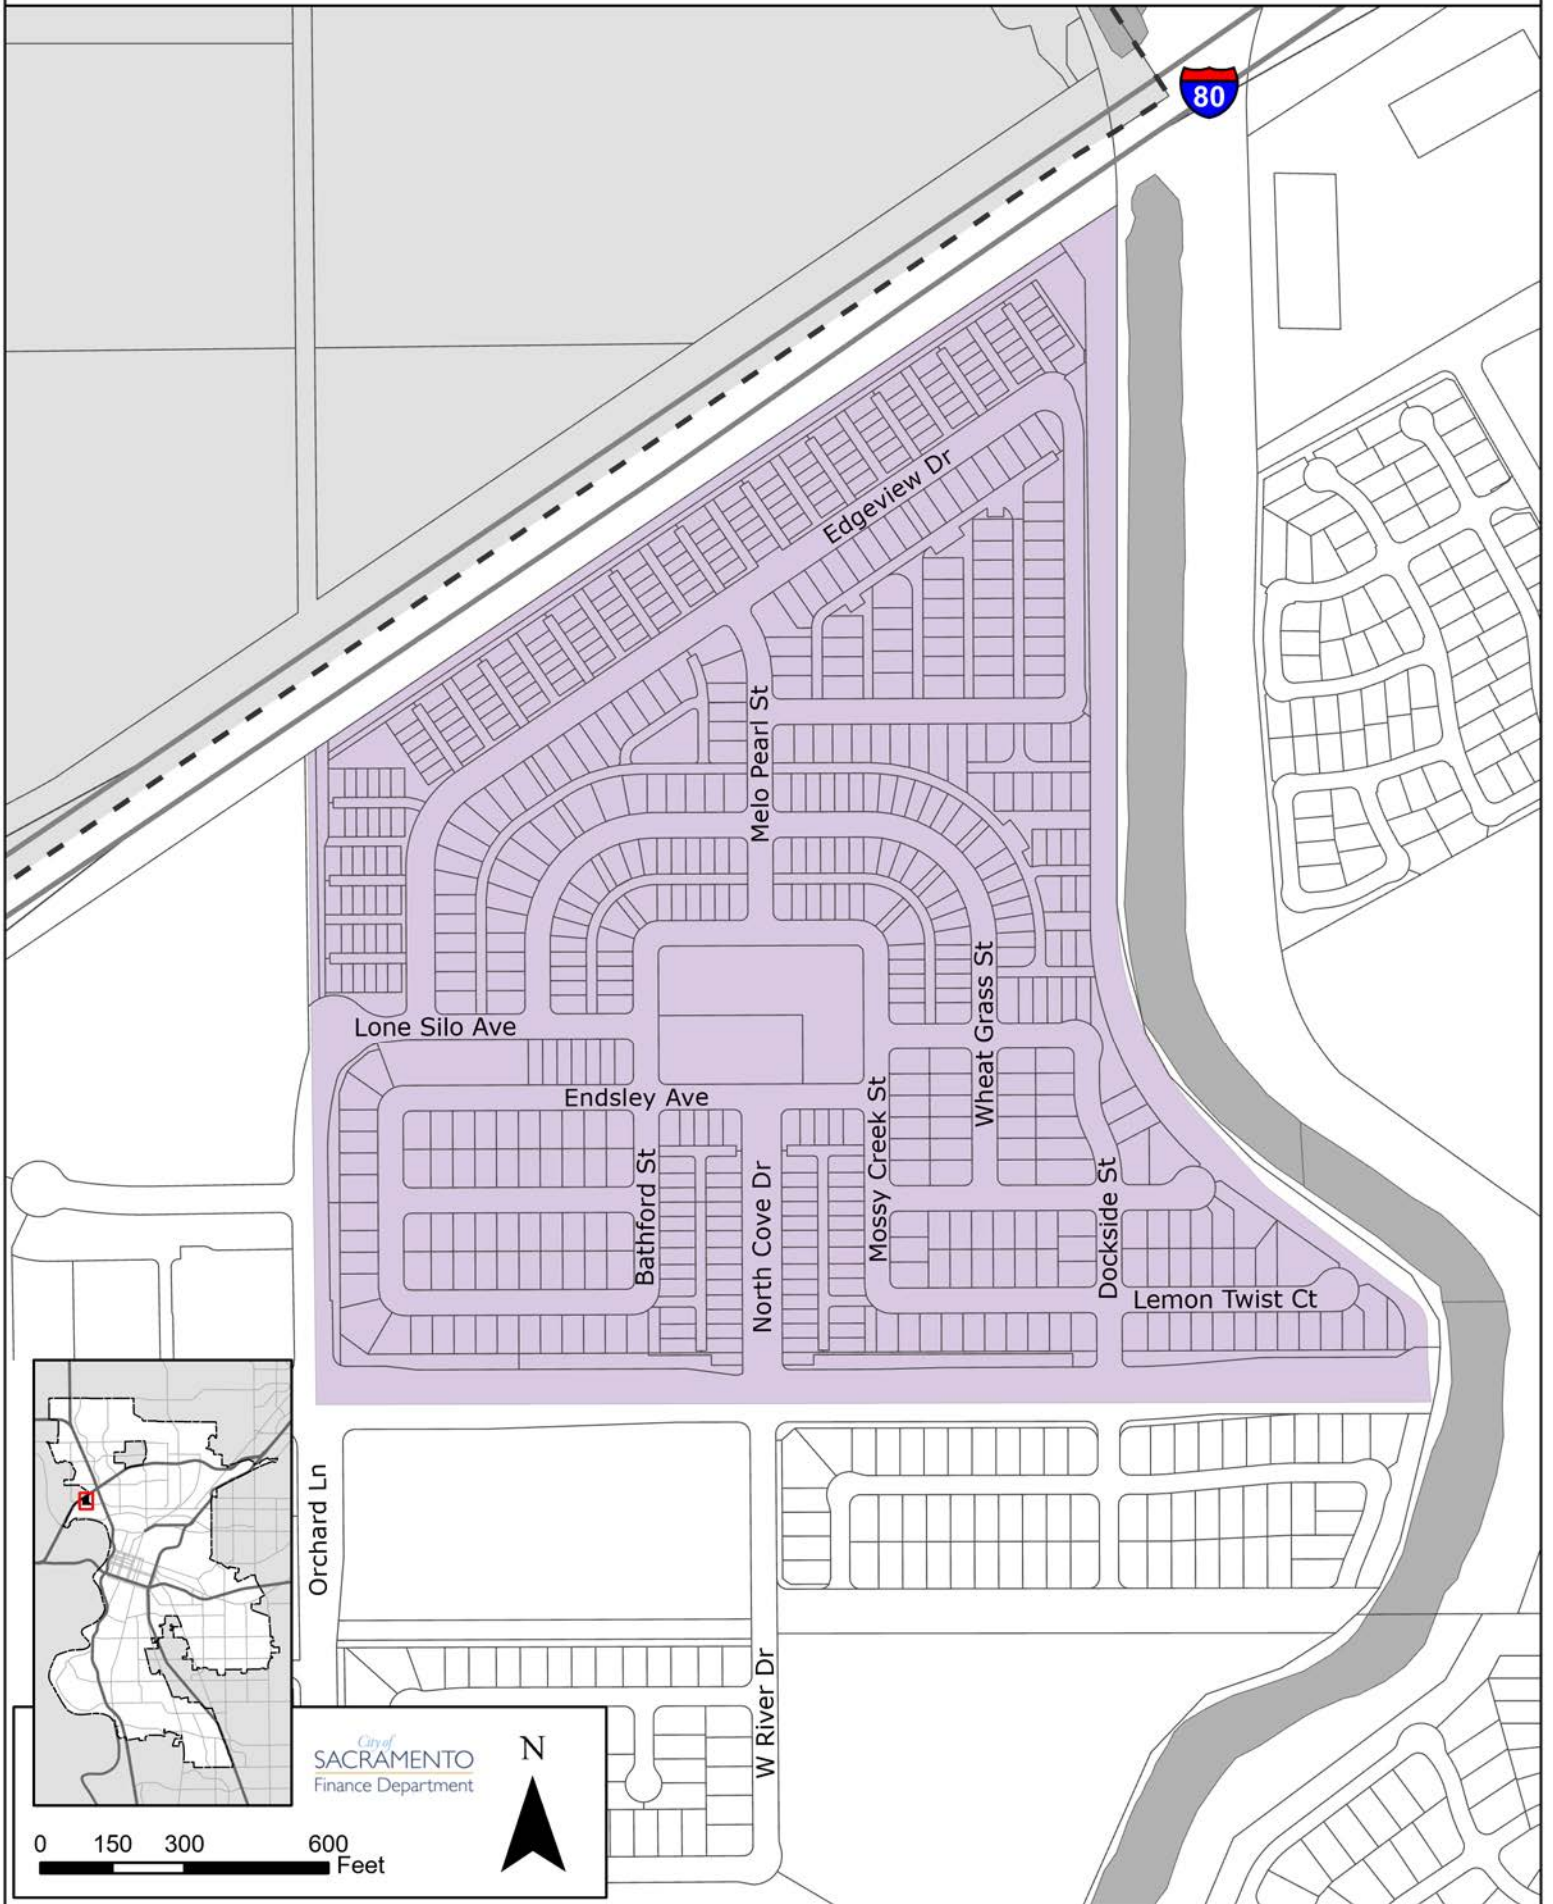 80
Edgeview Dr
Melo Pearl St
Wheat Grass St
Lone Silo Ave
Endsley Ave
Mossy Creek St
Bathford St
North Cove Dr
Dockside St
Lemon Twist Ct
Orchard Ln
W River Dr
City of
SACRAMENTO
Finance Department
N
0 150 300 600
Feet